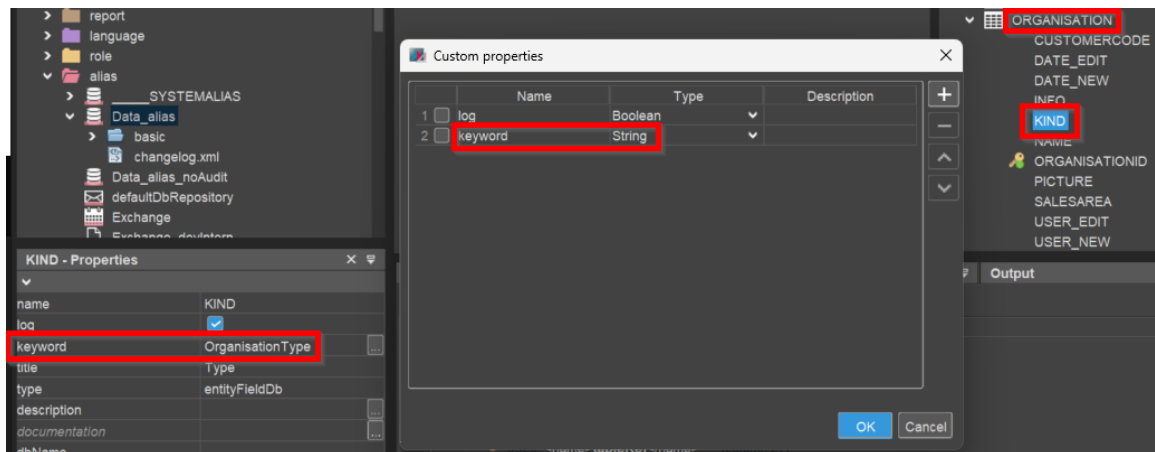 report
language
role
alias
_____SYSTEMALIAS
Data_alias
basic
changelog.xml
Data_alias_noAudit
defaultDbRepository
Exchange
Exchange_devIntern
KIND - Properties
name KIND
log
keyword OrganisationType ...
title Type
type entityFieldDb
description ...
documentation ...
dbName
Custom properties
Name Type Description
1 log Boolean
2 keyword String
OK Cancel
ORGANISATION
CUSTOMERCODE
DATE_EDIT
DATE_NEW
INFO
KIND
NAME
ORGANISATIONID
PICTURE
SALESAREA
USER_EDIT
USER_NEW
Output